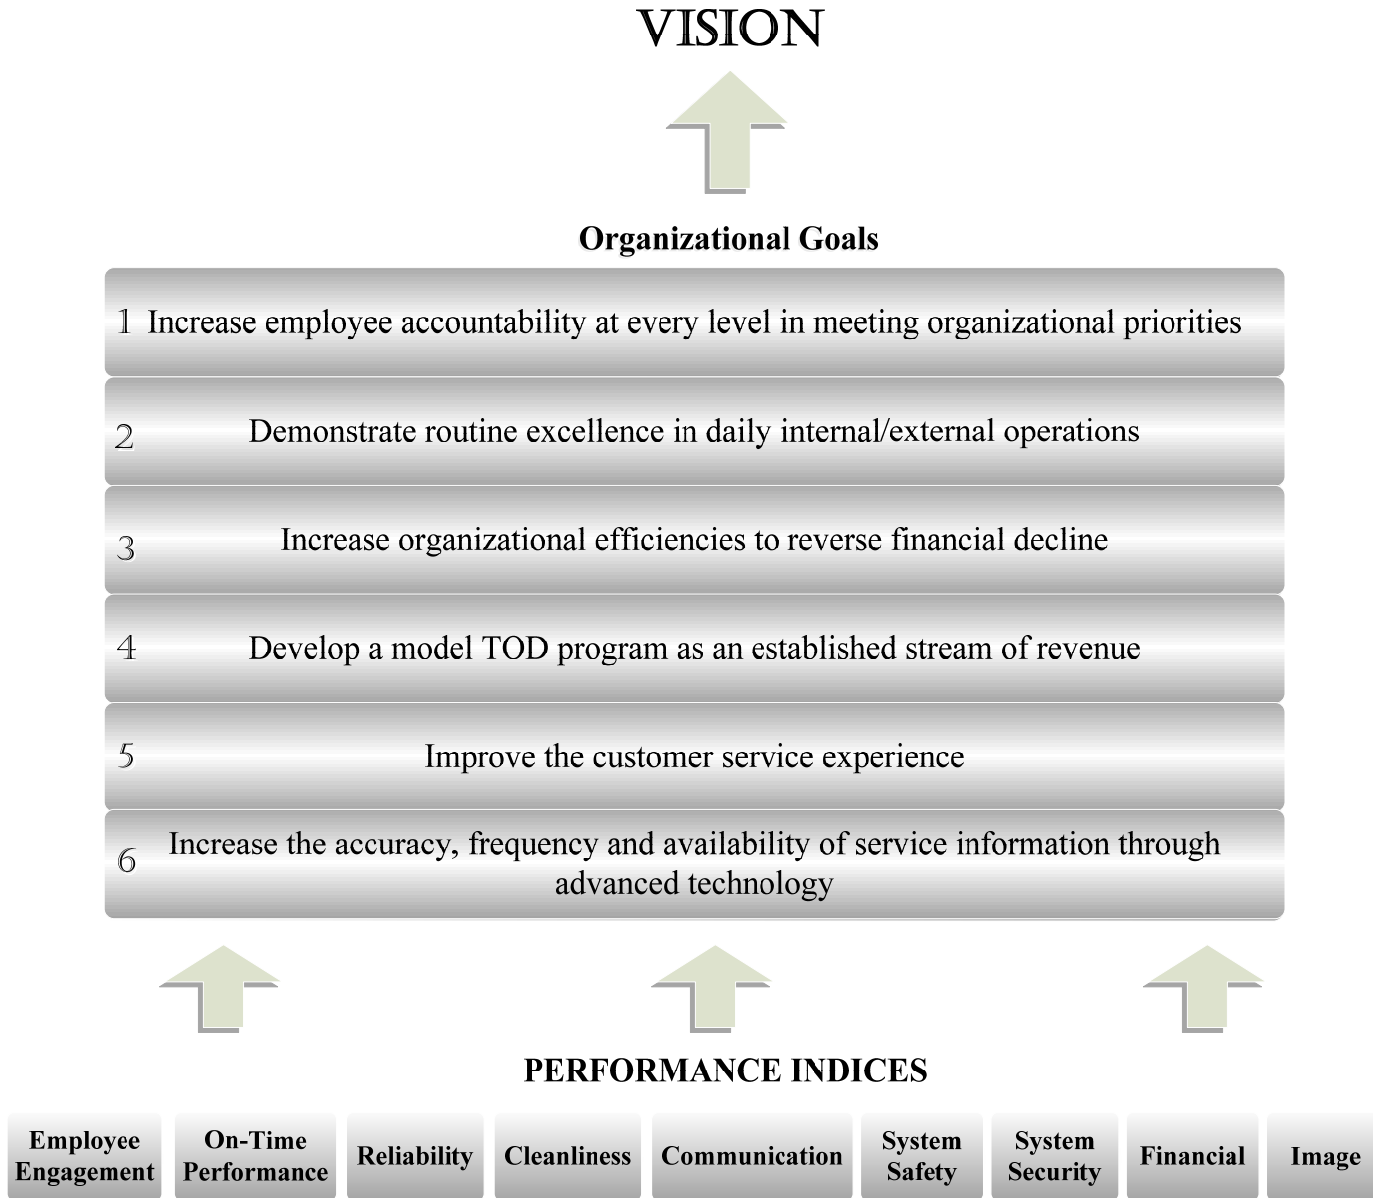 VISION
Organizational Goals
1 Increase employee accountability at every level in meeting organizational priorities
2 Demonstrate routine excellence in daily internal/external operations
3 Increase organizational efficiencies to reverse financial decline
4 Develop a model TOD program as an established stream of revenue
5 Improve the customer service experience
6 Increase the accuracy, frequency and availability of service information through
advanced technology
PERFORMANCE INDICES
Employee
Engagement
On-Time
Performance
Reliability
Cleanliness
Communication
System
Safety
System
Security
Financial
Image